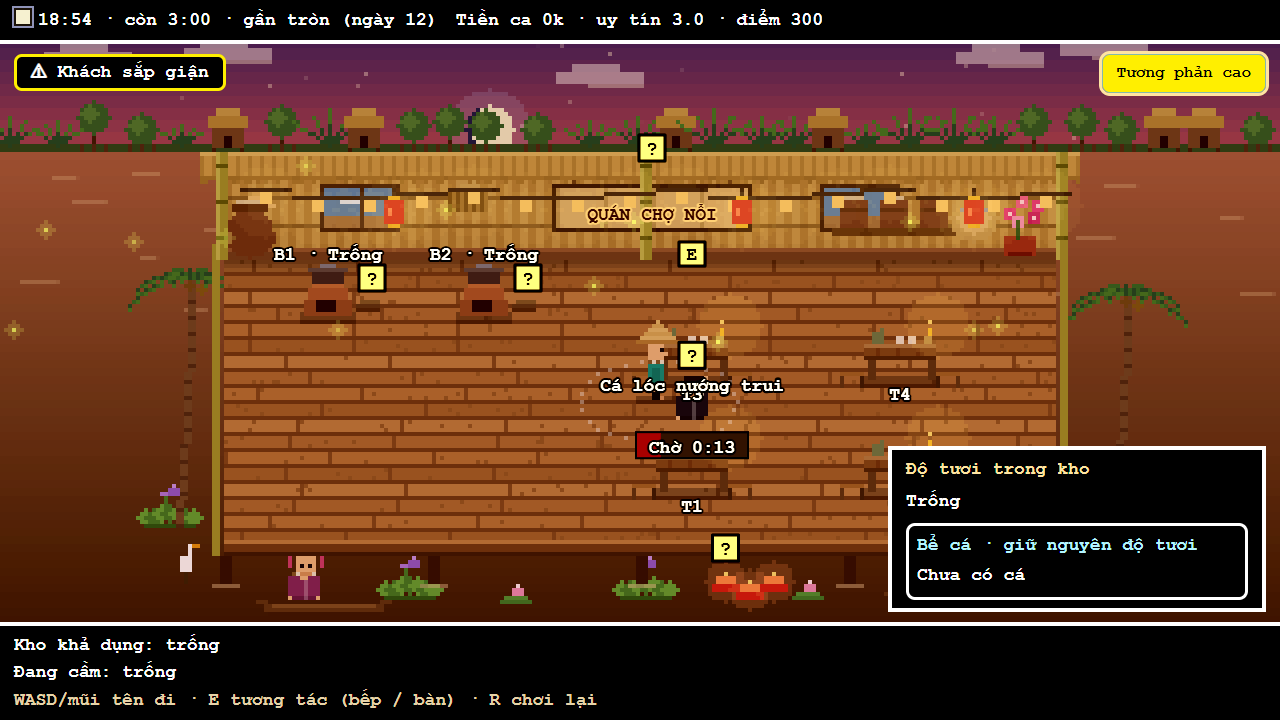 18:54 · còn 3:00 · gần tròn (ngày 12) Tiền ca 0k · uy tín 3.0 · điểm 300
⚠ Khách sắp giận
Tương phản cao
?
QUÁN CHỢ NỔI
B1 · Trống
B2 · Trống
E
?
?
?
Cá lóc nướng trui
T3
T4
Chờ 0:13
T1
?
Độ tươi trong kho
Trống
Bể cá · giữ nguyên độ tươi
Chưa có cá
Kho khả dụng: trống
Đang cầm: trống
WASD/mũi tên đi · E tương tác (bếp / bàn) · R chơi lại